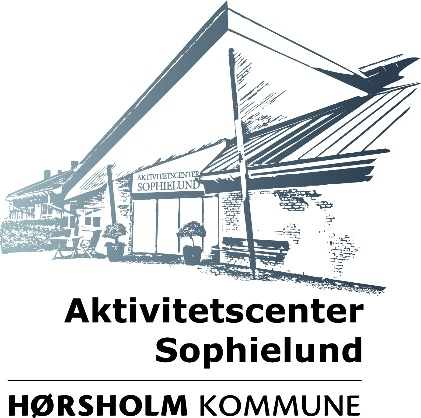 AKTIVITETSCENTER
SOPHIELUND
Aktivitetscenter
Sophielund
HØRSHOLM KOMMUNE